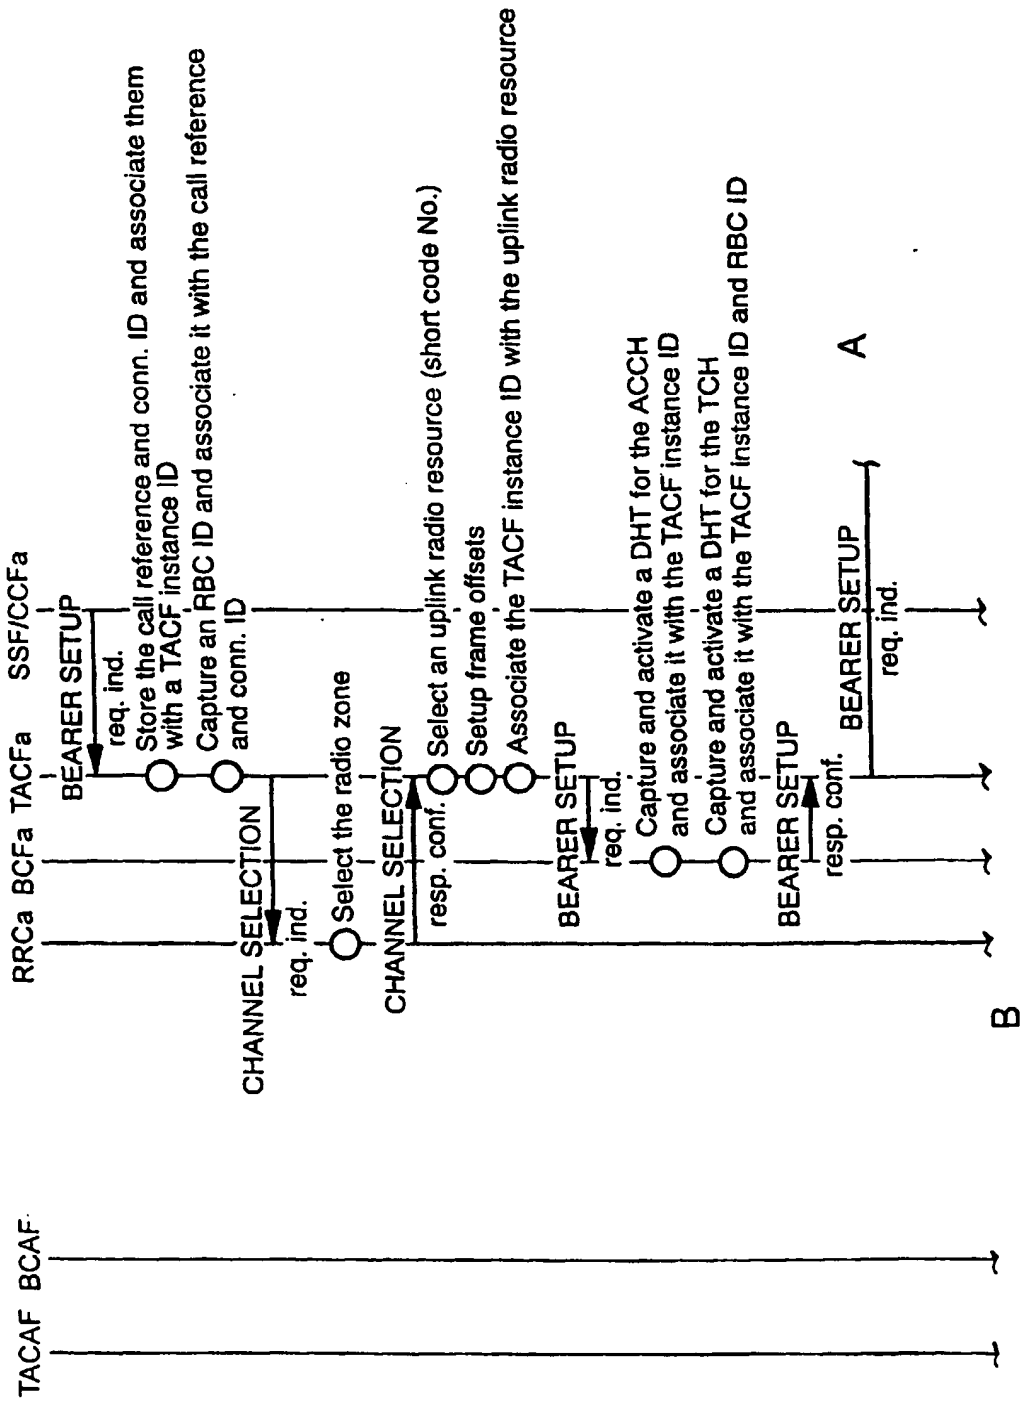 TACAF BCAF RRCa BCFa TACFa SSF/CCFa
BEARER SETUP
req. ind.
Store the call reference and conn. ID and associate them
with a TACF instance ID
Capture an RBC ID and associate it with the call reference
and conn. ID
CHANNEL SELECTION
req. ind.
Select the radio zone
CHANNEL SELECTION
resp. conf.
Select an uplink radio resource (short code No.)
Setup frame offsets
Associate the TACF instance ID with the uplink radio resource
BEARER SETUP
req. ind.
Capture and activate a DHT for the ACCH
and associate it with the TACF instance ID
Capture and activate a DHT for the TCH
and associate it with the TACF instance ID and RBC ID
BEARER SETUP
resp. conf.
BEARER SETUP
req. ind.
A
B